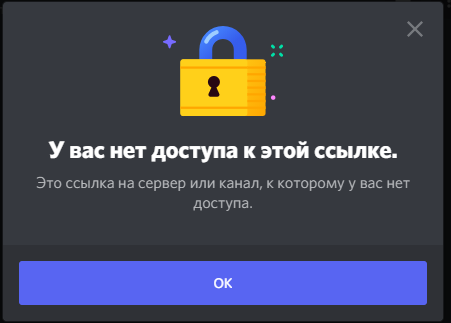 У вас нет доступа к этой ссылке.
Это ссылка на сервер или канал, к которому у вас нет
доступа.
ОК